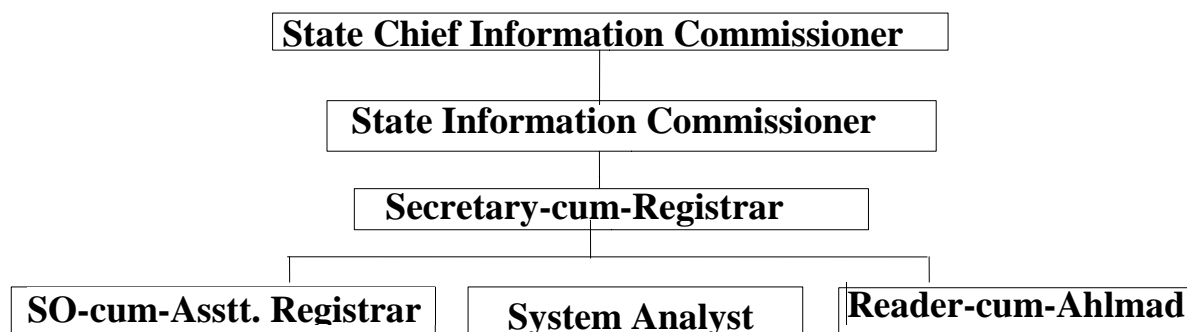 State Chief Information Commissioner
State Information Commissioner
Secretary-cum-Registrar
SO-cum-Asstt. Registrar System Analyst Reader-cum-Ahlmad